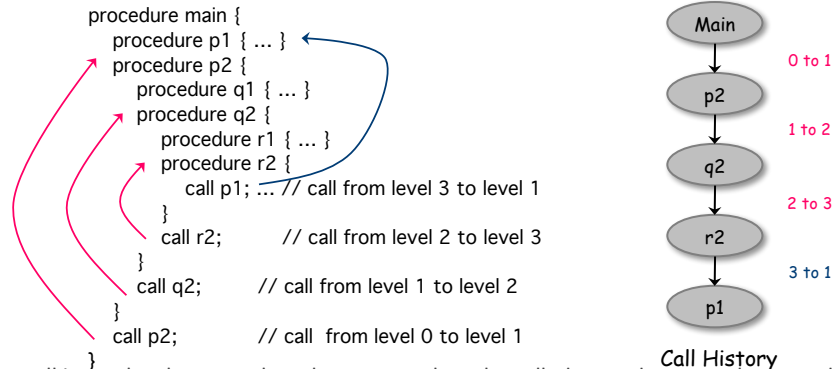 procedure main {
procedure p1 { ... }
procedure p2 {
procedure q1 { ... }
procedure q2 {
procedure r1 { ... }
procedure r2 {
call p1; ... // call from level 3 to level 1
}
call r2; // call from level 2 to level 3
}
call q2; // call from level 1 to level 2
}
call p2; // call from level 0 to level 1
}
Main
0 to 1
p2
1 to 2
q2
2 to 3
r2
3 to 1
p1
Call History